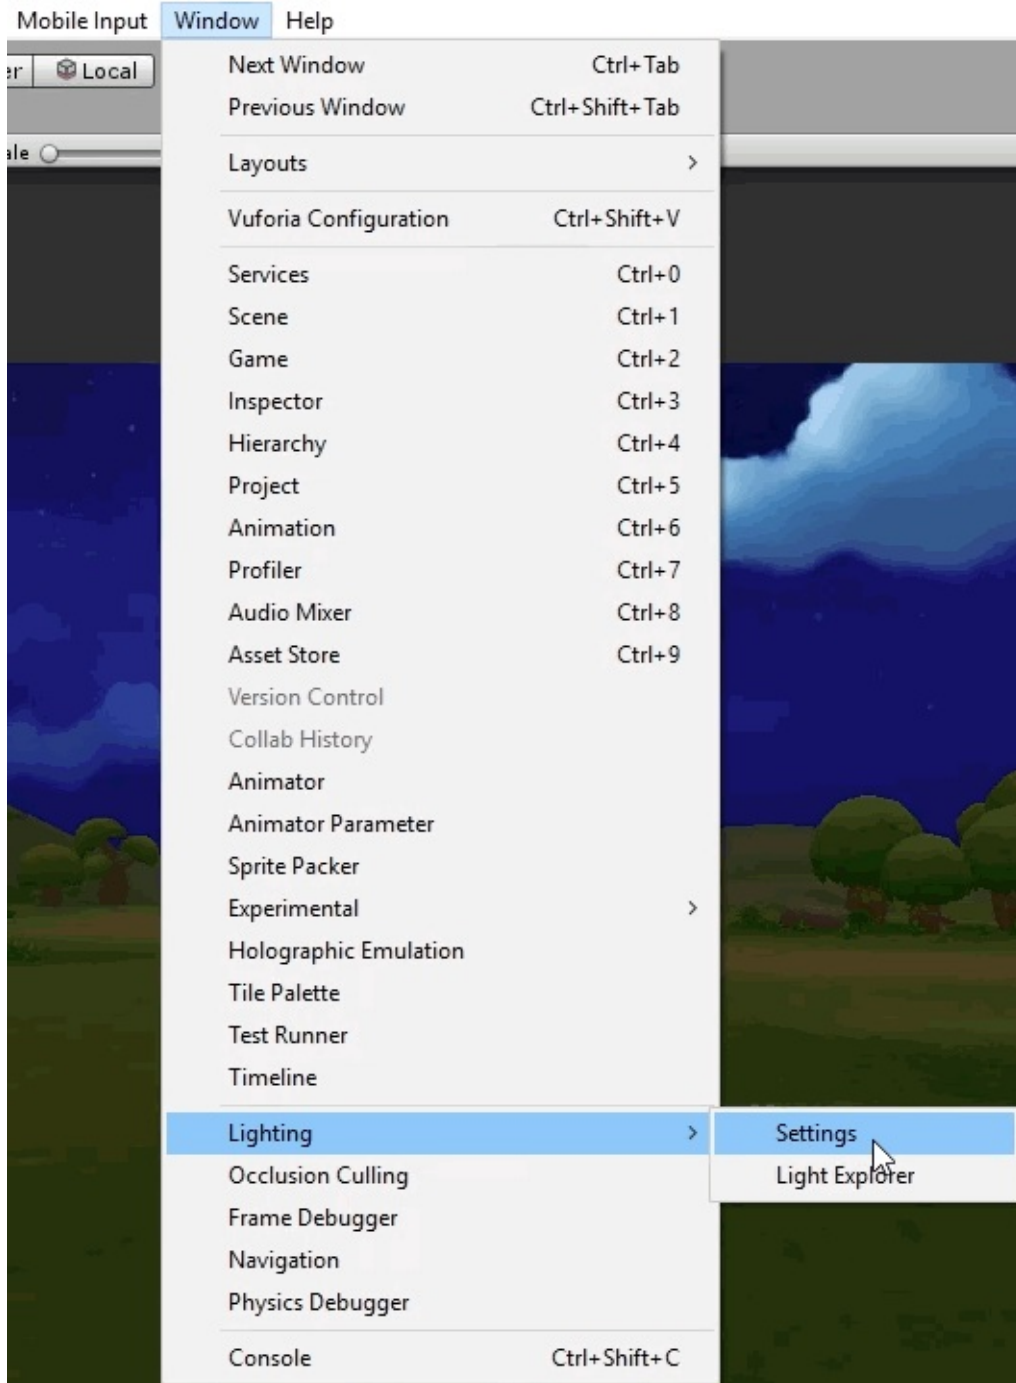 Mobile Input Window Help
er Local
ale
Next Window Ctrl+Tab
Previous Window Ctrl+Shift+Tab
Layouts >
Vuforia Configuration Ctrl+Shift+V
Services Ctrl+0
Scene Ctrl+1
Game Ctrl+2
Inspector Ctrl+3
Hierarchy Ctrl+4
Project Ctrl+5
Animation Ctrl+6
Profiler Ctrl+7
Audio Mixer Ctrl+8
Asset Store Ctrl+9
Version Control
Collab History
Animator
Animator Parameter
Sprite Packer
Experimental >
Holographic Emulation
Tile Palette
Test Runner
Timeline
Lighting > Settings
Occlusion Culling Light Explorer
Frame Debugger
Navigation
Physics Debugger
Console Ctrl+Shift+C